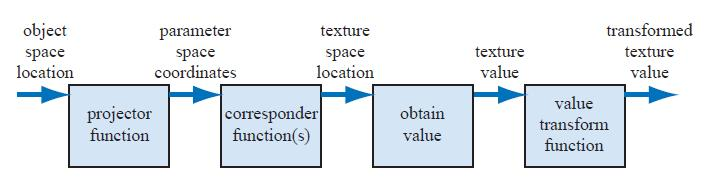 object
space
location
parameter
space
coordinates
texture
space
location
texture
value
transformed
texture
value
projector
function
corresponder
function(s)
obtain
value
value
transform
function